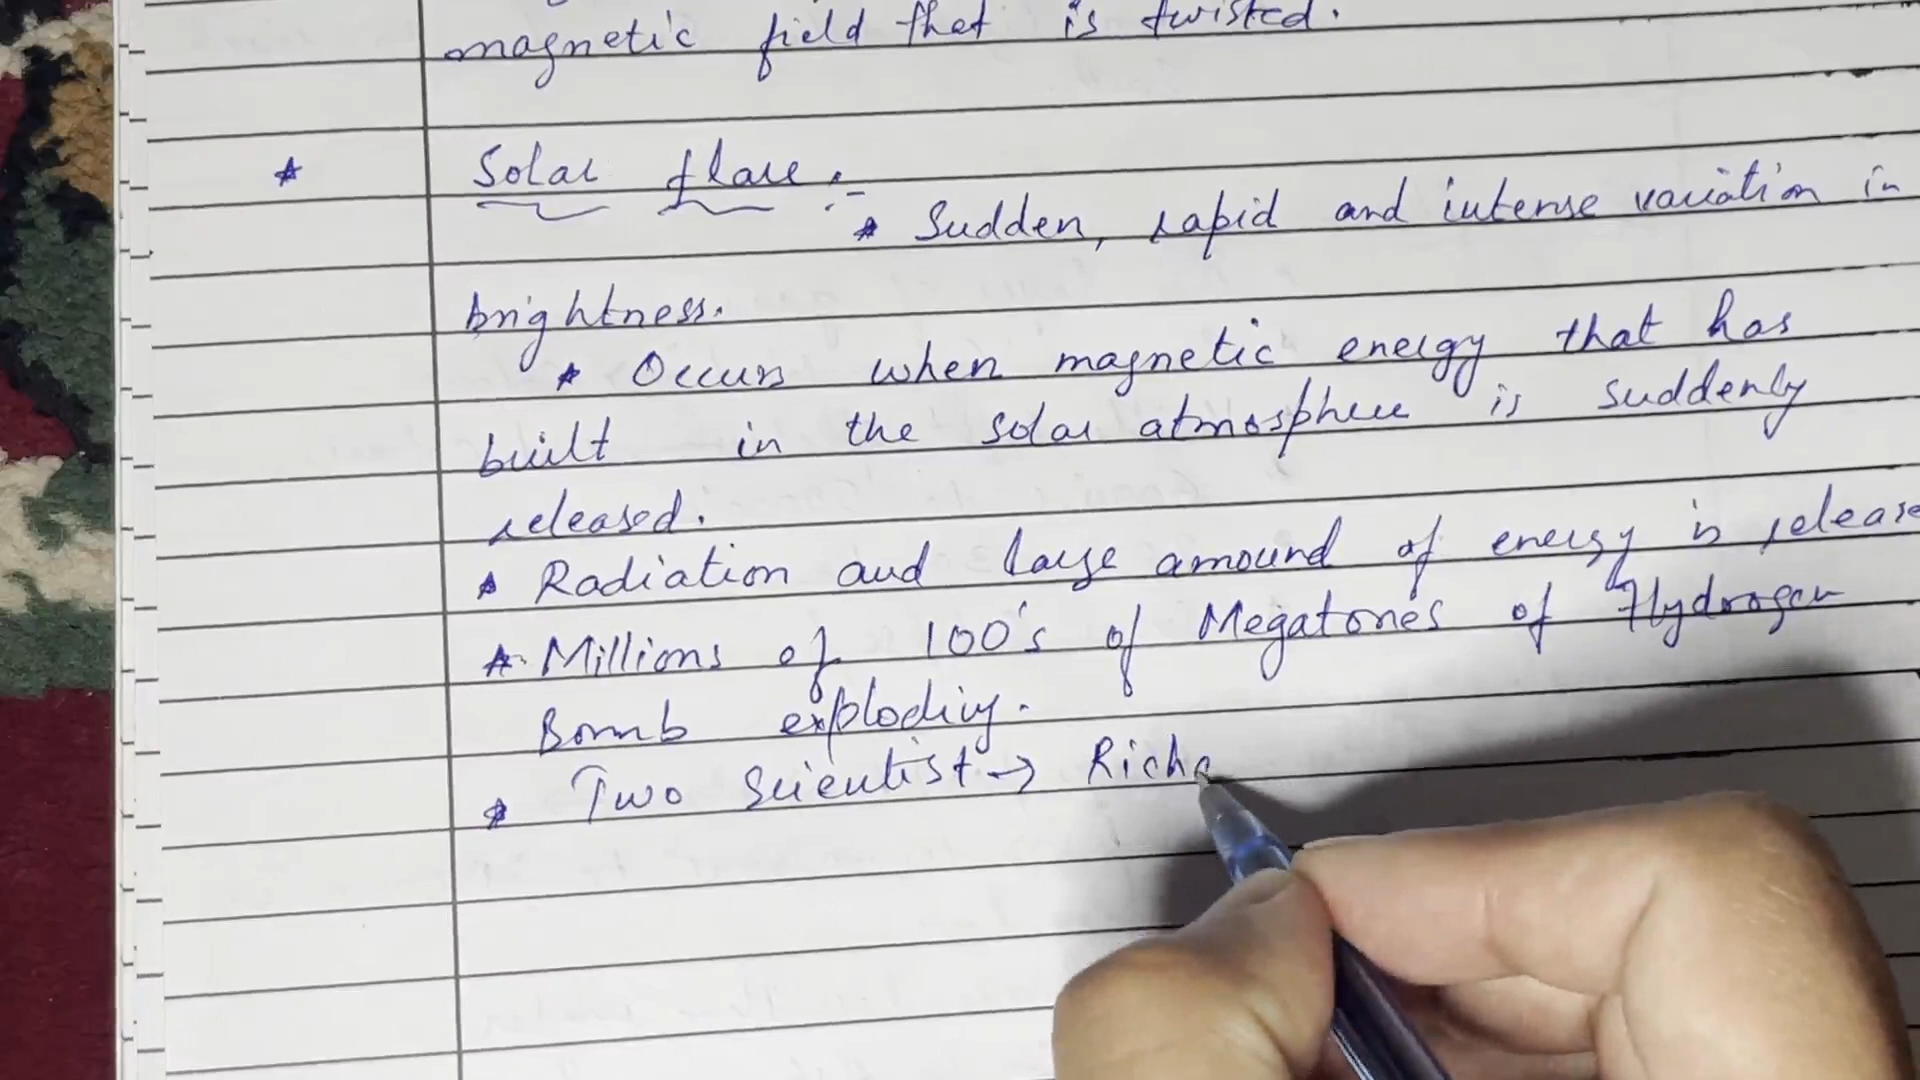 magnetic field that is twisted.
* Solar flare :-
* Sudden, rapid and intense variation in
brightness.
* Occurs when magnetic energy that has
built in the solar atmosphere is suddenly
released.
* Radiation and large amound of energy is release
* Millions of 100's of Megatones of Hydrogen
Bomb exploding.
* Two Scientist → Richa